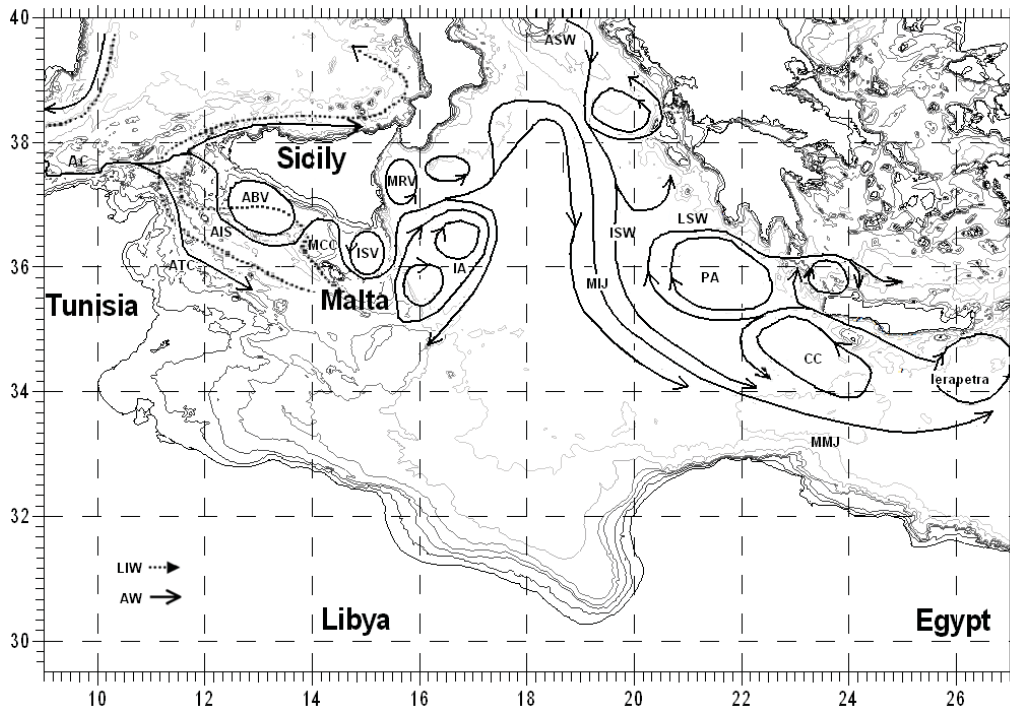 40
ASW
38
AC
Sicily
MRV
ABV
LSW
AIS
MCC
ISV
ISW
36
ATC
IA
MIJ
PA
Tunisia
Malta
CC
34
Ierapetra
MMJ
32
LIW
AW
30
Libya
Egypt
10 12 14 16 18 20 22 24 26